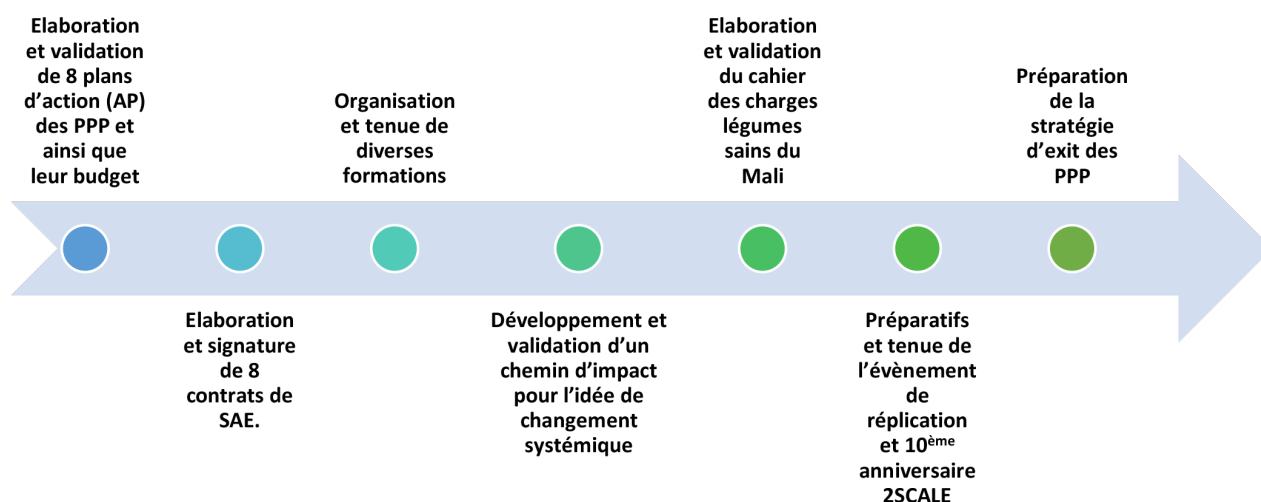 Elaboration
et validation
de 8 plans
d'action (AP)
des PPP et
ainsi que
leur budget
Elaboration
et signature
de 8
contrats de
SAE.
Organisation
et tenue de
diverses
formations
Développement et
validation d'un
chemin d'impact
pour l'idée de
changement
systémique
Elaboration
et validation
du cahier
des charges
légumes
sains du
Mali
Préparatifs
et tenue de
l'évènement
de
réplication
et 10ème
anniversaire
2SCALE
Préparation
de la
stratégie
d'exit des
PPP